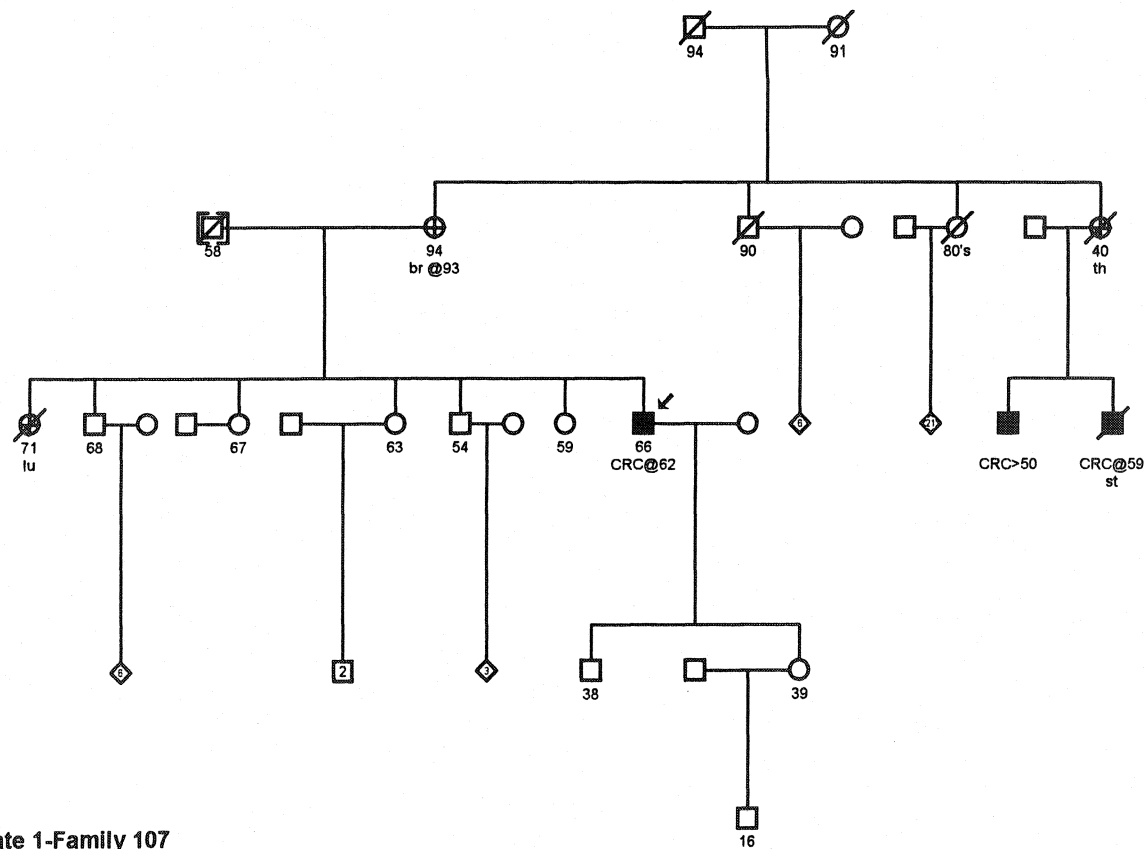 94 91
58 94 90 80's 40
br @93 th
6 21
71 68 67 63 54 59 66
lu CRC@62 CRC>50 CRC@59
st
6 2 3 38 39
16
ate 1-Family 107